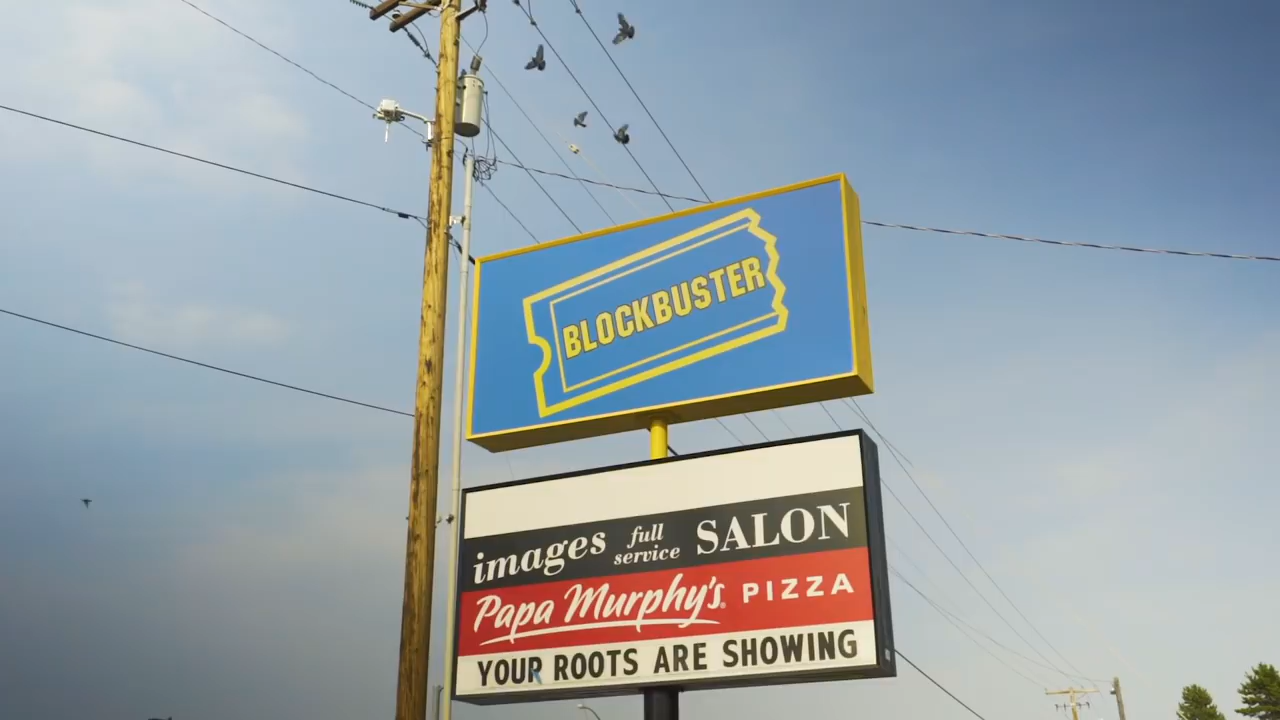 BLOCKBUSTER
images full service SALON
Papa Murphy's® PIZZA
YOUR ROOTS ARE SHOWING